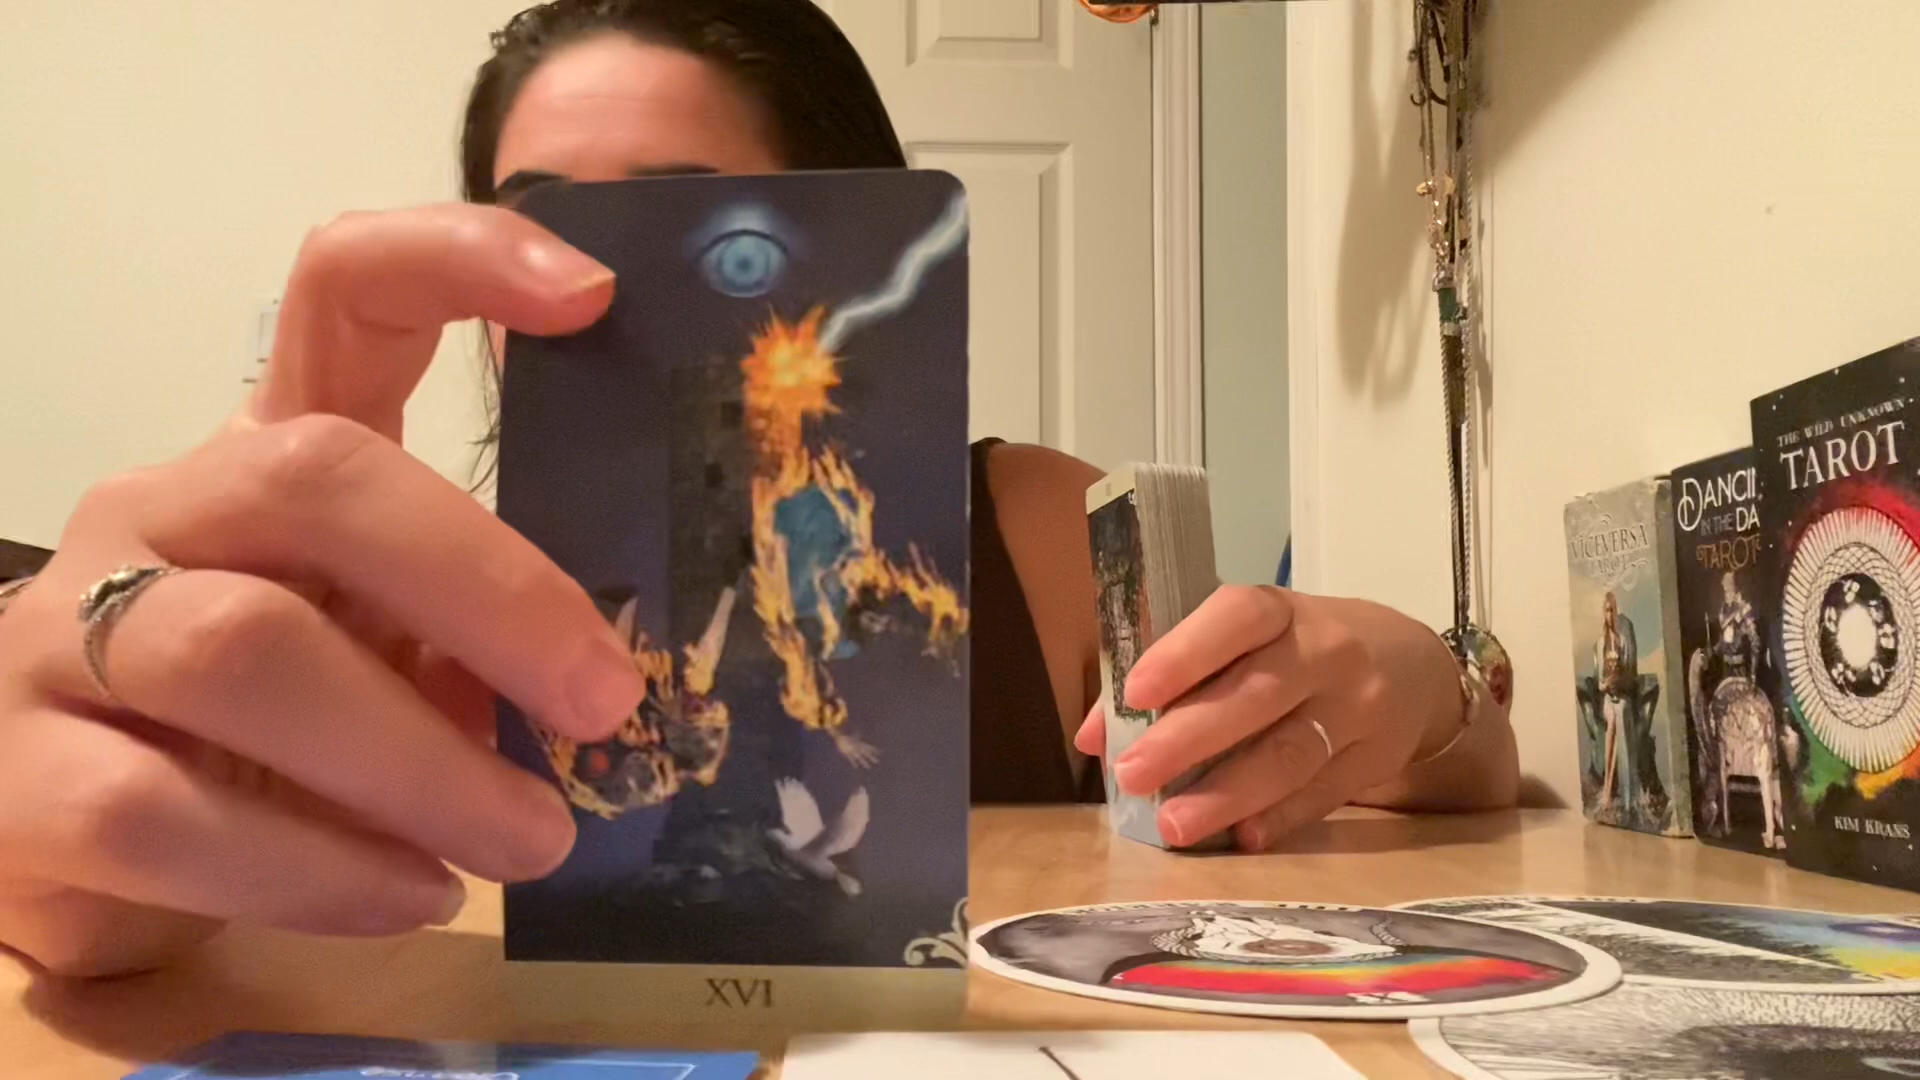 XVI
VICEVERSA
TAROT
DANCI
IN THE DA
TAROT
THE WILD UNKNOWN
TAROT
KIM KRANS